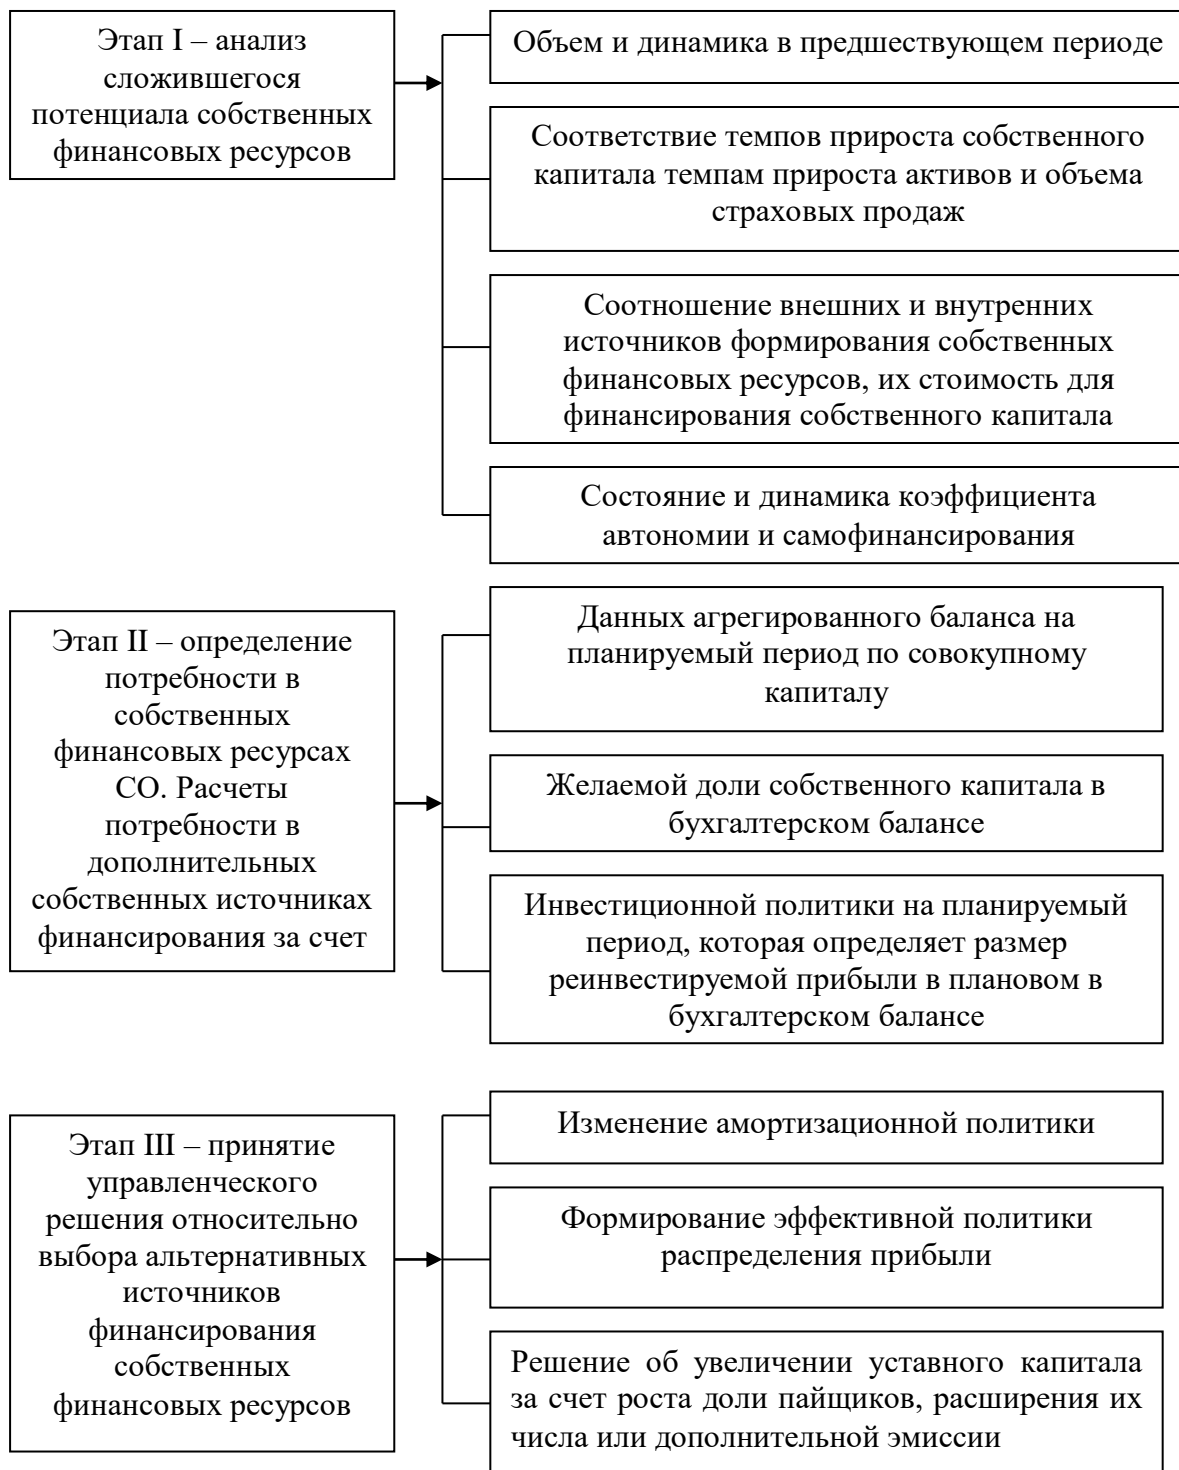 Этап I – анализ
сложившегося
потенциала собственных
финансовых ресурсов
Объем и динамика в предшествующем периоде
Соответствие темпов прироста собственного
капитала темпам прироста активов и объема
страховых продаж
Соотношение внешних и внутренних
источников формирования собственных
финансовых ресурсов, их стоимость для
финансирования собственного капитала
Состояние и динамика коэффициента
автономии и самофинансирования
Этап II – определение
потребности в
собственных
финансовых ресурсах
СО. Расчеты
потребности в
дополнительных
собственных источниках
финансирования за счет
Данных агрегированного баланса на
планируемый период по совокупному
капиталу
Желаемой доли собственного капитала в
бухгалтерском балансе
Инвестиционной политики на планируемый
период, которая определяет размер
реинвестируемой прибыли в плановом в
бухгалтерском балансе
Этап III – принятие
управленческого
решения относительно
выбора альтернативных
источников
финансирования
собственных
финансовых ресурсов
Изменение амортизационной политики
Формирование эффективной политики
распределения прибыли
Решение об увеличении уставного капитала
за счет роста доли пайщиков, расширения их
числа или дополнительной эмиссии